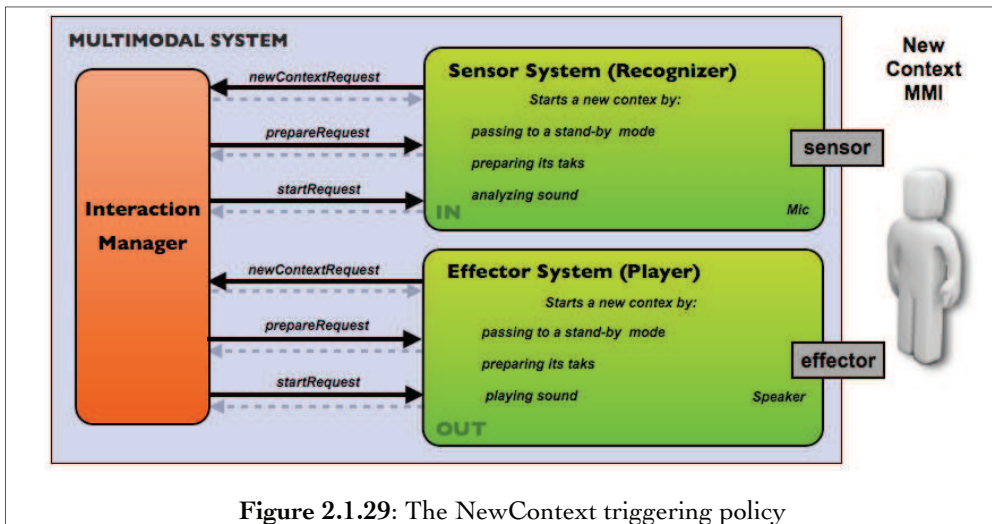 MULTIMODAL SYSTEM
Interaction
Manager
newContextRequest
prepareRequest
startRequest
newContextRequest
prepareRequest
startRequest
Sensor System (Recognizer)
Starts a new contex by:
passing to a stand-by mode
preparing its taks
analyzing sound
IN
Mic
sensor
Effector System (Player)
Starts a new contex by:
passing to a stand-by mode
preparing its taks
playing sound
OUT
Speaker
effector
New
Context
MMI
Figure 2.1.29: The NewContext triggering policy